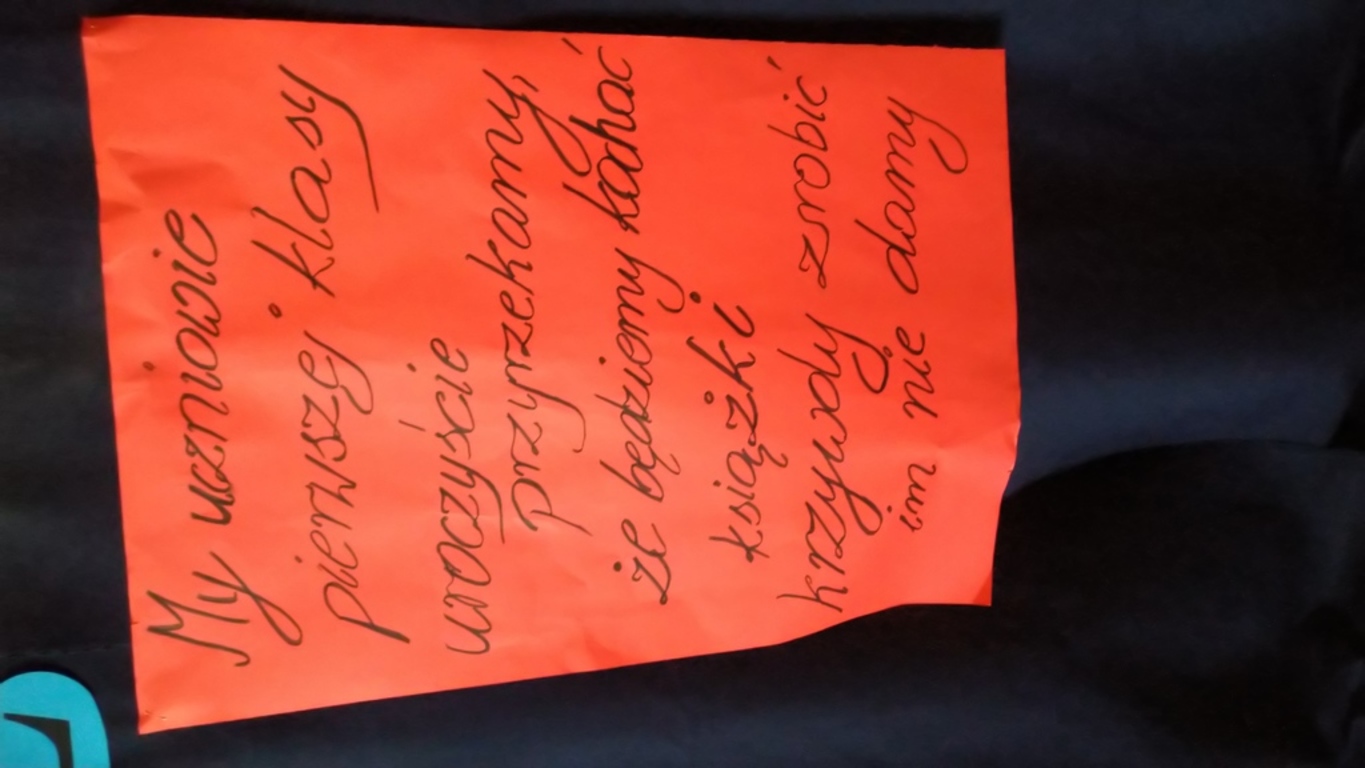 My uczniowie
pierwszej klasy
uroczyście
przyrzekamy,
że będziemy kochać
książki
krzywdy zrobić
im nie damy